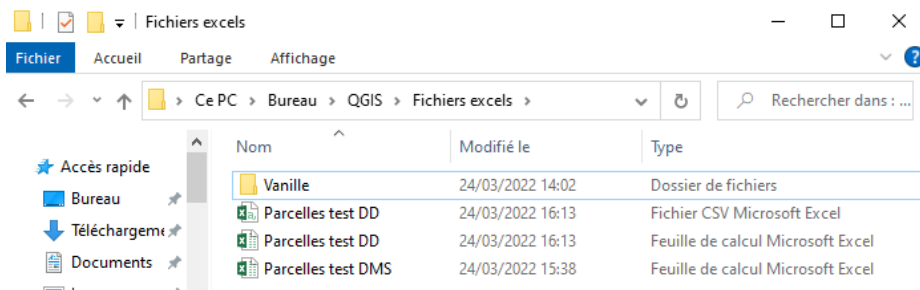 Fichiers excels
Fichier Accueil Partage Affichage
Ce PC > Bureau > QGIS > Fichiers excels > Rechercher dans : ...
Nom Modifié le Type
Accès rapide
Vanille 24/03/2022 14:02 Dossier de fichiers
Bureau
Parcelles test DD 24/03/2022 16:13 Fichier CSV Microsoft Excel
Téléchargeme
Parcelles test DD 24/03/2022 16:13 Feuille de calcul Microsoft Excel
Documents
Parcelles test DMS 24/03/2022 15:38 Feuille de calcul Microsoft Excel